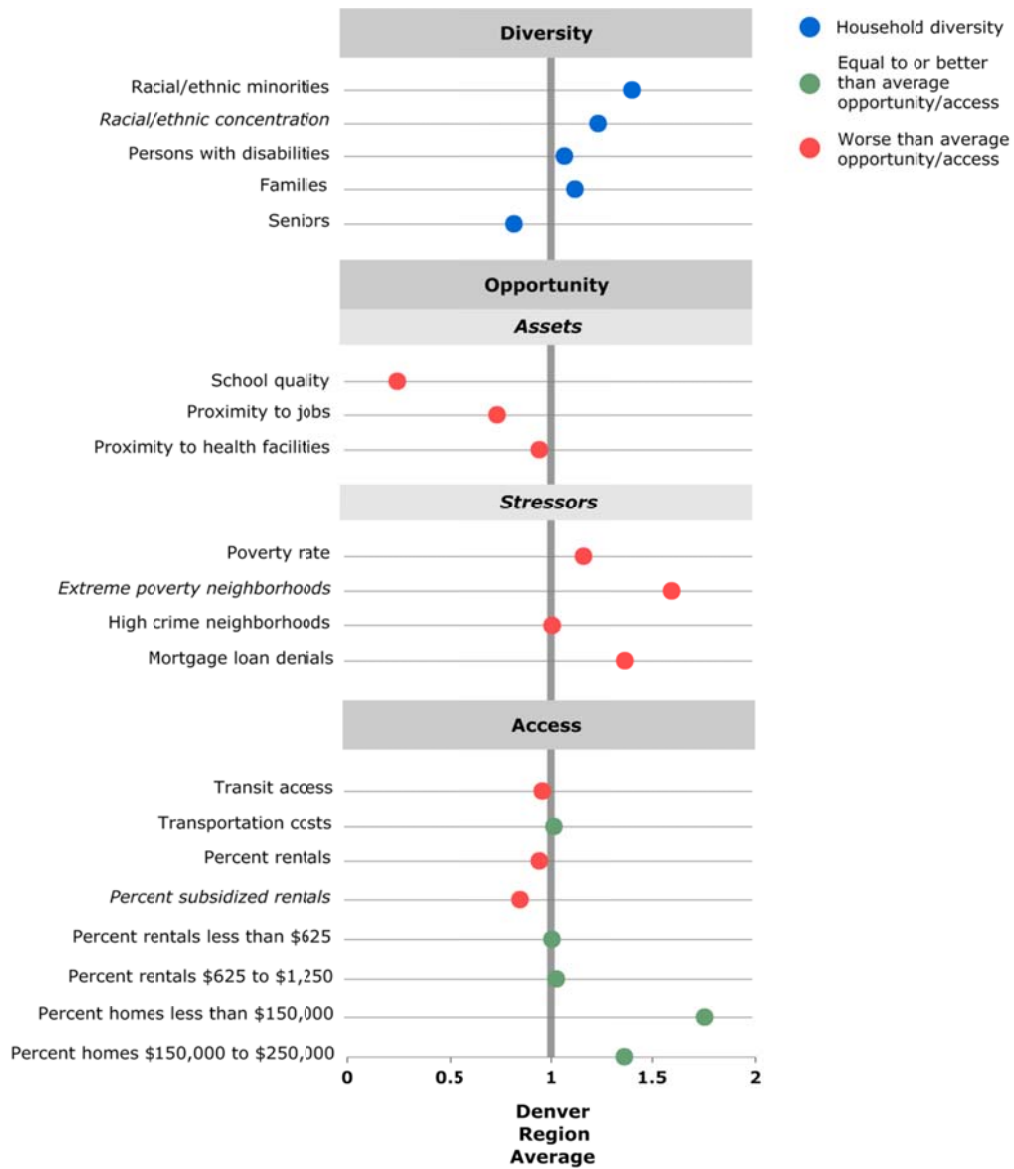 Diversity
Household diversity
Equal to or better
than average
opportunity/access
Worse than average
opportunity/access
Racial/ethnic minorities
Racial/ethnic concentration
Persons with disabilities
Families
Seniors
Opportunity
Assets
School quality
Proximity to jobs
Proximity to health facilities
Stressors
Poverty rate
Extreme poverty neighborhoods
High crime neighborhoods
Mortgage loan denials
Access
Transit access
Transportation costs
Percent rentals
Percent subsidized rentals
Percent rentals less than $625
Percent rentals $625 to $1,250
Percent homes less than $150,000
Percent homes $150,000 to $250,000
0 0.5 1 1.5 2
Denver
Region
Average